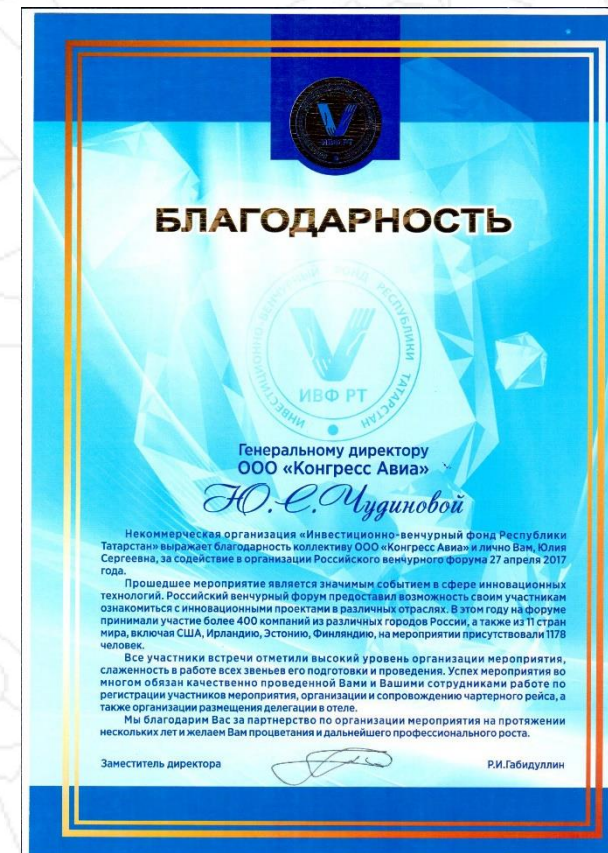 ИВФ РТ
БЛАГОДАРНОСТЬ
ИНВЕСТИЦИОННО-ВЕНЧУРНЫЙ ФОНД РЕСПУБЛИКИ ТАТАРСТАН
ИВФ РТ
Генеральному директору
ООО «Конгресс Авиа»
Ю.С.Чудиновой
Некоммерческая организация «Инвестиционно-венчурный фонд Республики
Татарстан» выражает благодарность коллективу ООО «Конгресс Авиа» и лично Вам, Юлия
Сергеевна, за содействие в организации Российского венчурного форума 27 апреля 2017
года.
Прошедшее мероприятие является значимым событием в сфере инновационных
технологий. Российский венчурный форум предоставил возможность своим участникам
ознакомиться с инновационными проектами в различных отраслях. В этом году на форуме
принимали участие более 400 компаний из различных городов России, а также из 11 стран
мира, включая США, Ирландию, Эстонию, Финляндию, на мероприятии присутствовали 1178
человек.
Все участники встречи отметили высокий уровень организации мероприятия,
слаженность в работе всех звеньев его подготовки и проведения. Успех мероприятия во
многом обязан качественно проведенной Вами и Вашими сотрудниками работе по
регистрации участников мероприятия, организации и сопровождению чартерного рейса, а
также организации размещения делегации в отеле.
Мы благодарим Вас за партнерство по организации мероприятия на протяжении
нескольких лет и желаем Вам процветания и дальнейшего профессионального роста.
Заместитель директора
Р.И.Габидуллин